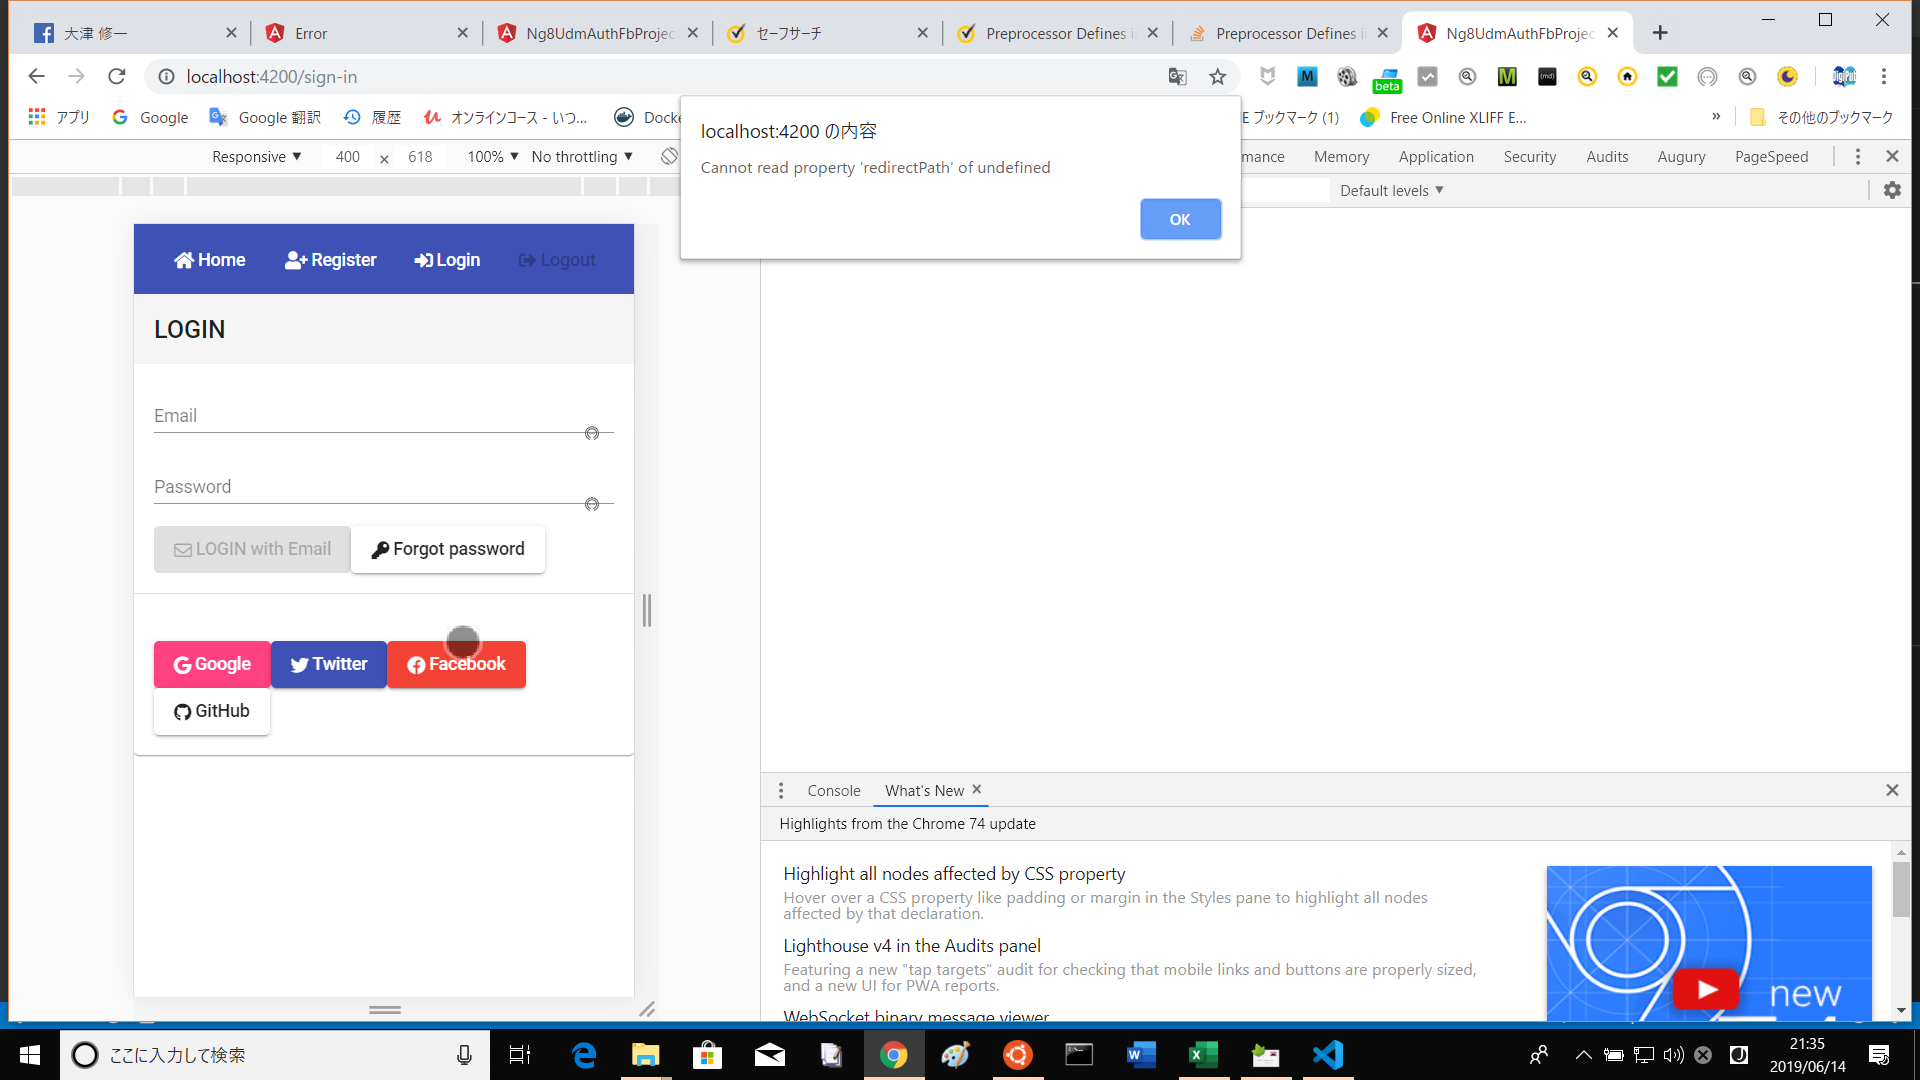 大津 修一
Error
Ng8UdmAuthFbProjec
セーフサーチ
Preprocessor Defines i
Preprocessor Defines i
Ng8UdmAuthFbProjec
localhost:4200/sign-in
beta
アプリ
Google
Google 翻訳
履歴
オンラインコース - いつ...
Docke
E ブックマーク (1)
Free Online XLIFF E...
»
その他のブックマーク
Responsive
400 × 618
100%
No throttling
mance
Memory
Application
Security
Audits
Augury
PageSpeed
Default levels
localhost:4200 の内容
Cannot read property 'redirectPath' of undefined
OK
Home
Register
Login
Logout
LOGIN
Email
Password
LOGIN with Email
Forgot password
Google
Twitter
Facebook
GitHub
Console
What's New
Highlights from the Chrome 74 update
Highlight all nodes affected by CSS property
Hover over a CSS property like padding or margin in the Styles pane to highlight all nodes
affected by that declaration.
Lighthouse v4 in the Audits panel
Featuring a new "tap targets" audit for checking that mobile links and buttons are properly sized,
and a new UI for PWA reports.
WebSocket binary message viewer
new
ここに入力して検索
21:35
2019/06/14